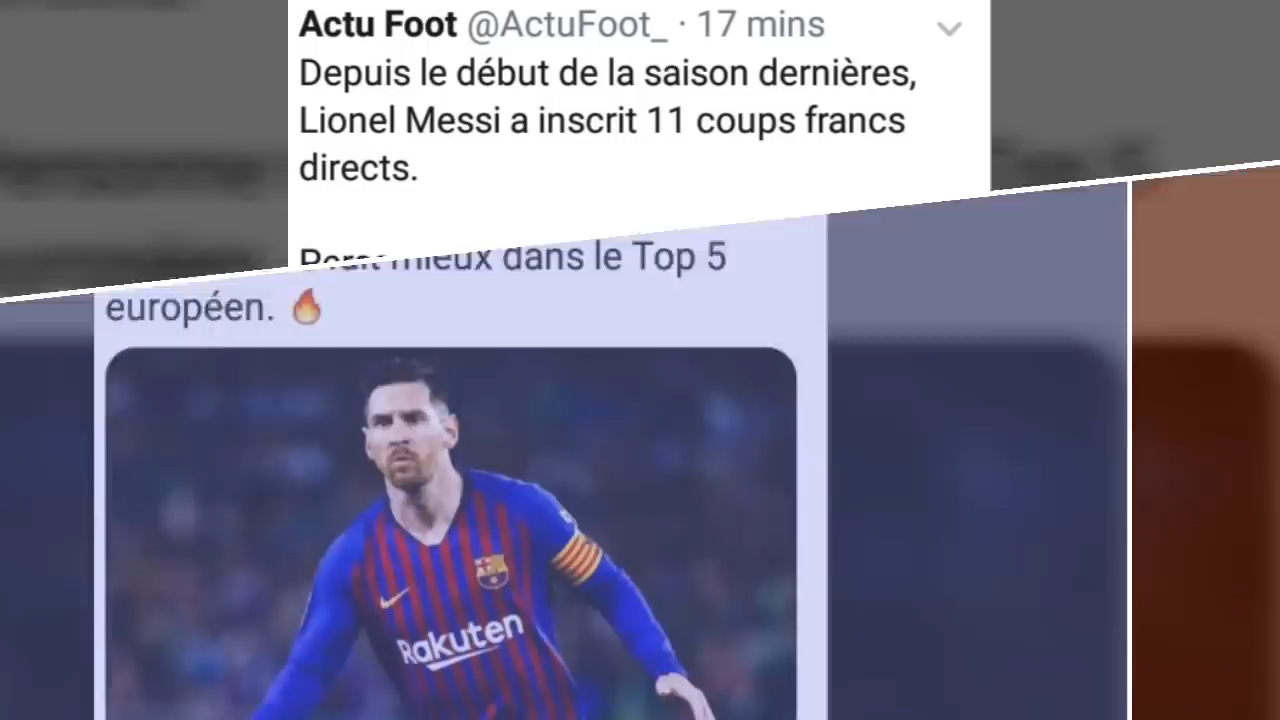 Actu Foot @ActuFoot_ · 17 mins
Depuis le début de la saison dernières,
Lionel Messi a inscrit 11 coups francs
directs.
mieux dans le Top 5
européen. 🔥
Rakuten